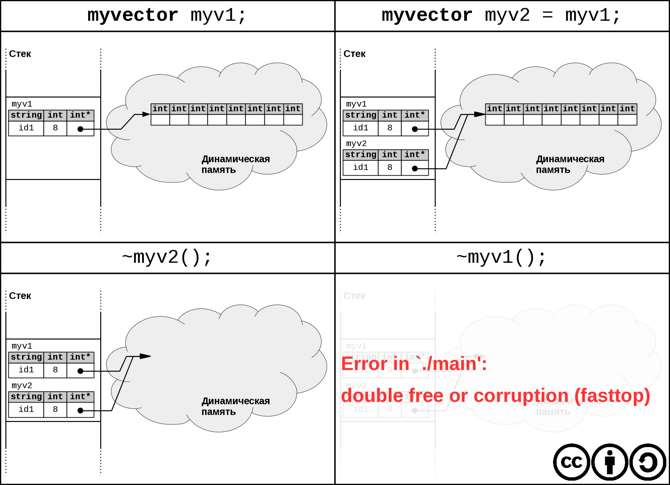 myvector myv1;
myvector myv2 = myv1;
Стек
myv1
string int int*
id1 8
int int int int int int int int
Динамическая
память
Стек
myv1
string int int*
id1 8
myv2
string int int*
id1 8
int int int int int int int int
Динамическая
память
~myv2();
~myv1();
Стек
myv1
string int int*
id1 8
myv2
string int int*
id1 8
Динамическая
память
Стек
myv1
Error in `./main':
double free or corruption (fasttop)
Динамическая
память
cc